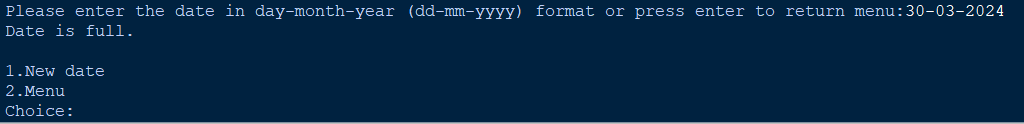 Please enter the date in day-month-year (dd-mm-yyyy) format or press enter to return menu:30-03-2024
Date is full.
1.New date
2.Menu
Choice: